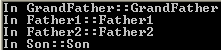 In GrandFather::GrandFather
In Father1::Father1
In Father2::Father2
In Son::Son